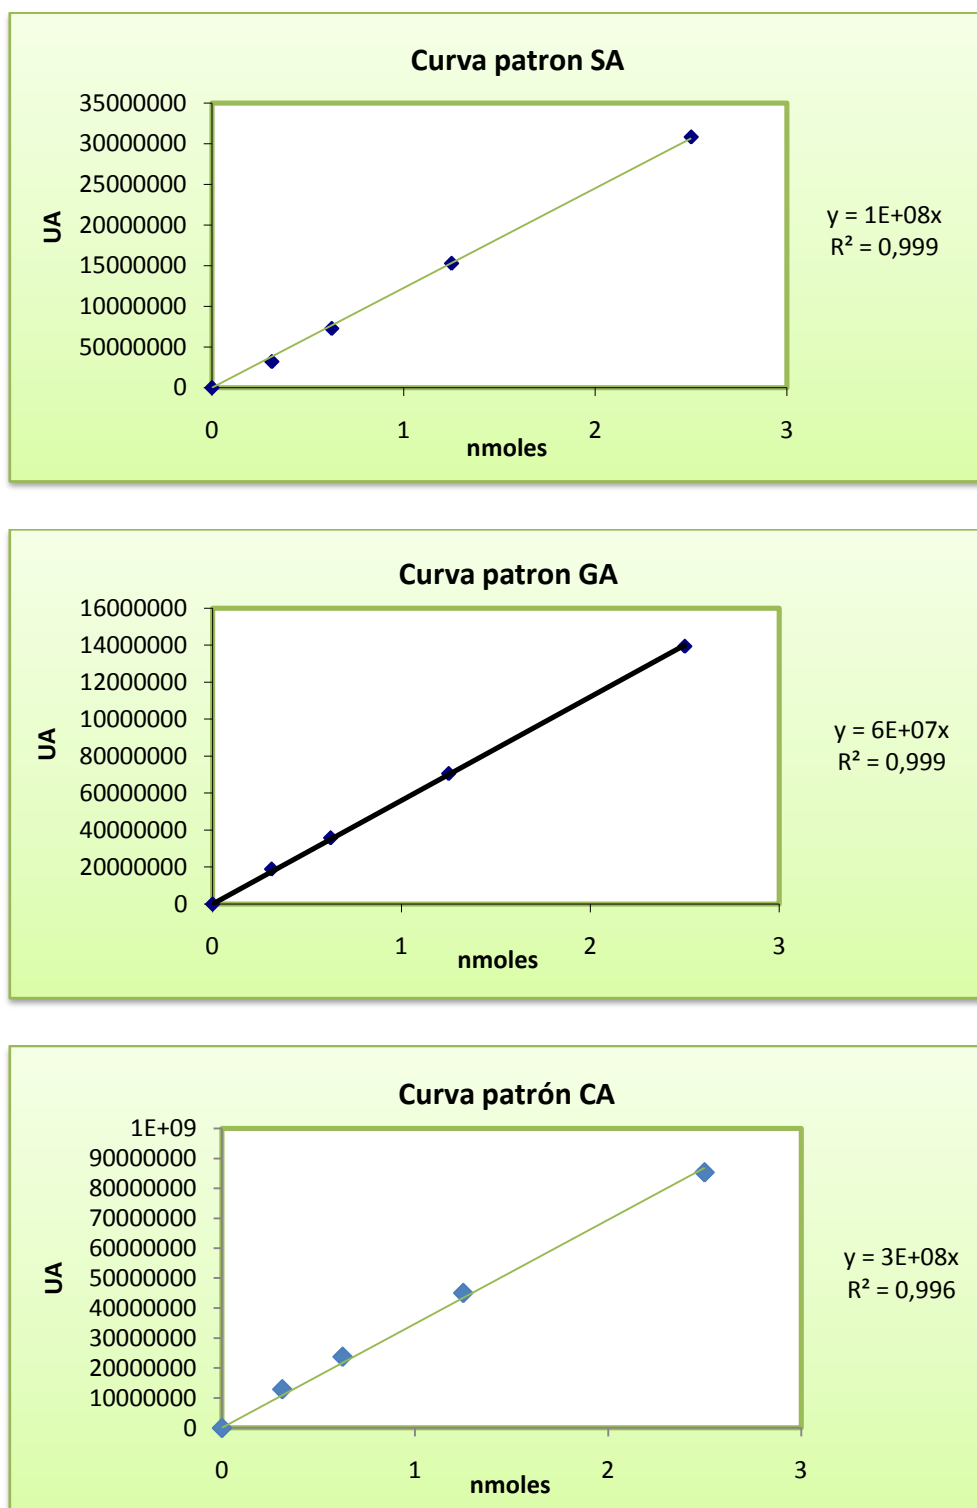 Curva patron SA
35000000
30000000
25000000
20000000
15000000
10000000
50000000
0
UA
0 1 2 3
nmoles
y = 1E+08x
R² = 0,999
Curva patron GA
16000000
14000000
12000000
10000000
80000000
60000000
40000000
20000000
0
UA
0 1 2 3
nmoles
y = 6E+07x
R² = 0,999
Curva patrón CA
1E+09
90000000
80000000
70000000
60000000
50000000
40000000
30000000
20000000
10000000
0
UA
0 1 2 3
nmoles
y = 3E+08x
R² = 0,996